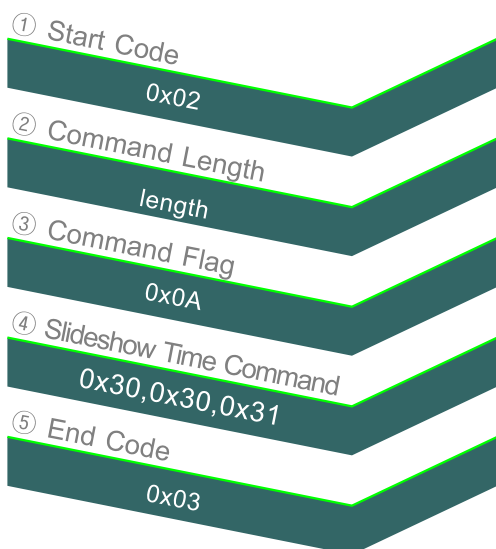 ① Start Code
0x02
② Command Length
length
③ Command Flag
0x0A
④ Slideshow Time Command
0x30,0x30,0x31
⑤ End Code
0x03